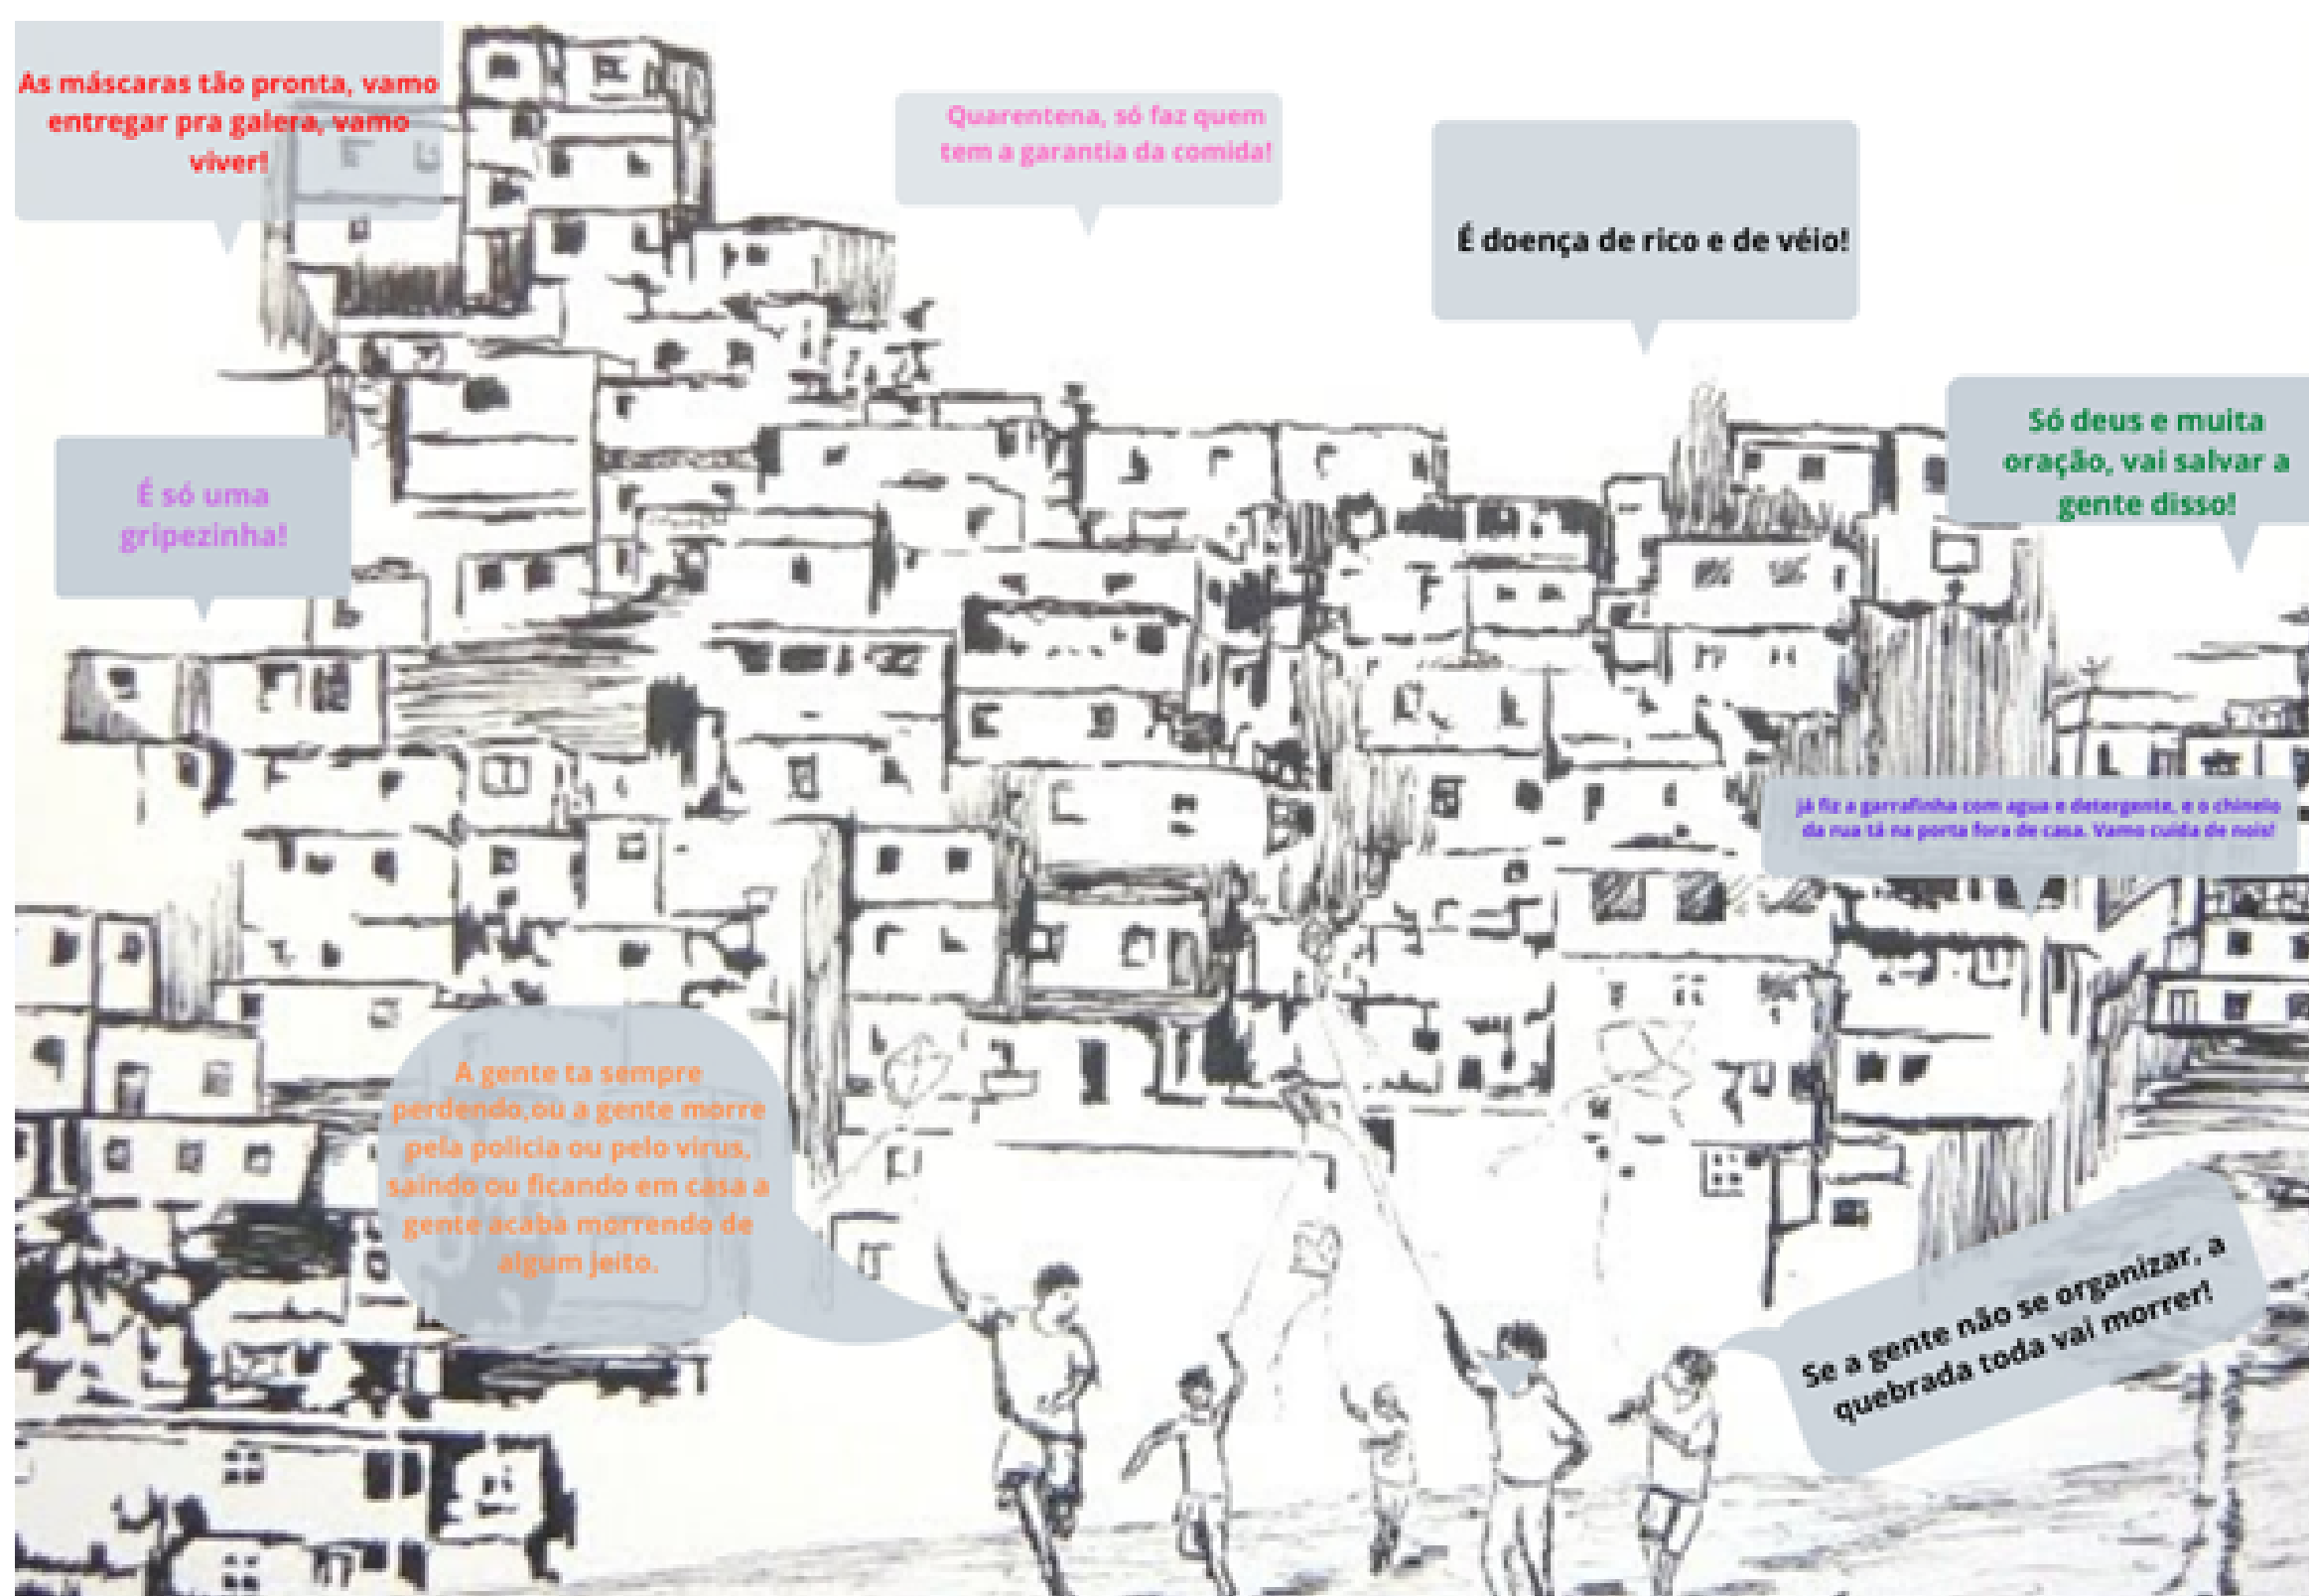 As máscaras tão pronta, vamo
entregar pra galera, vamo
viver!
Quarentena, só faz quem
tem a garantia da comida!
É doença de rico e de véio!
Só deus e muita
oração, vai salvar a
gente disso!
É só uma
gripezinha!
já fiz a garrafinha com agua e detergente, e o chinelo
da rua tá na porta fora de casa. Vamo cuida de nois!
A gente ta sempre
perdendo,ou a gente morre
pela policia ou pelo virus,
saindo ou ficando em casa a
gente acaba morrendo de
algum jeito.
Se a gente não se organizar, a
quebrada toda vai morrer!